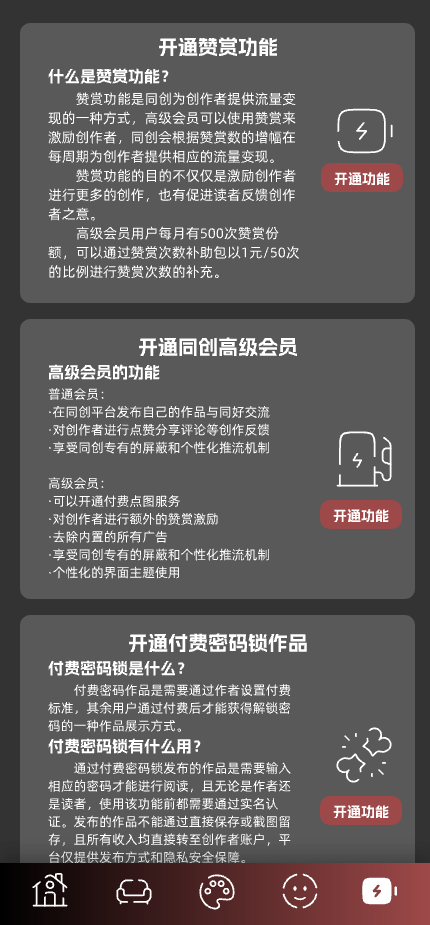 开通赞赏功能
什么是赞赏功能？
赞赏功能是同创为创作者提供流量变
现的一种方式，高级会员可以使用赞赏来
激励创作者，同创会根据赞赏数的增幅在
每周期为创作者提供相应的流量变现。
赞赏功能的目的不仅仅是激励创作者
进行更多的创作，也有促进读者反馈创作
者之意。
高级会员用户每月有500次赞赏份
额，可以通过赞赏次数补助包以1元/50次
的比例进行赞赏次数的补充。
开通功能
开通同创高级会员
高级会员的功能
普通会员：
·在同创平台发布自己的作品与同好交流
·对创作者进行点赞分享评论等创作反馈
·享受同创专有的屏蔽和个性化推流机制
高级会员：
·可以开通付费点图服务
·对创作者进行额外的赞赏激励
·去除内置的所有广告
·享受同创专有的屏蔽和个性化推流机制
·个性化的界面主题使用
开通功能
开通付费密码锁作品
付费密码锁是什么？
付费密码作品是需要通过作者设置付费
标准，其余用户通过付费后才能获得解锁密
码的一种作品展示方式。
付费密码锁有什么用？
通过付费密码锁发布的作品是需要输入
相应的密码才能进行阅读，且无论是作者还
是读者，使用该功能前都需要通过实名认
证。发布的作品不能通过直接保存或截图留
存，且所有收入均直接转至创作者账户，平
台仅提供发布方式和隐私安全保障。
开通功能